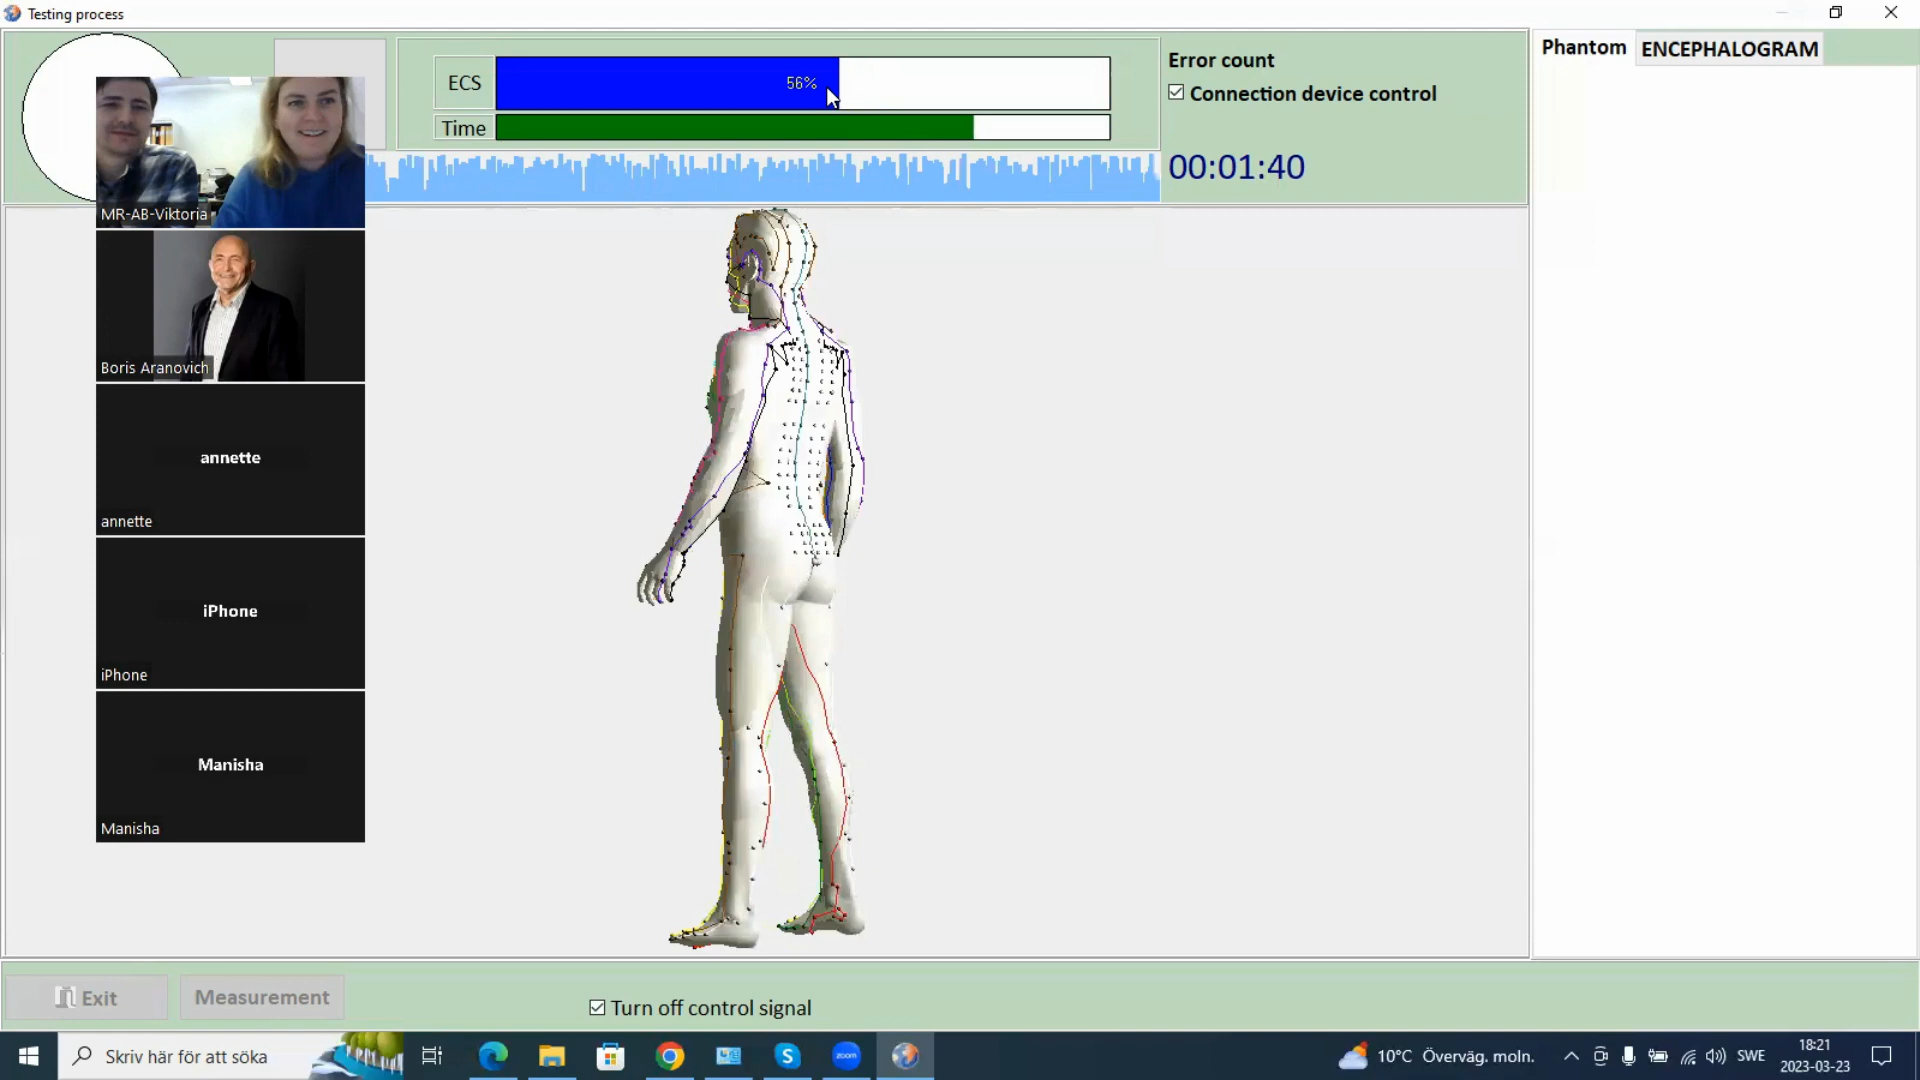 Testing process
Phantom
ENCEPHALOGRAM
ECS
56%
Time
Error count
Connection device control
00:01:40
MR-AB-Viktoria
Boris Aranovich
annette
annette
iPhone
iPhone
Manisha
Manisha
Exit
Measurement
Turn off control signal
Skriv här för att söka
zoom
10°C Överväg. moln.
SWE
18:21
2023-03-23